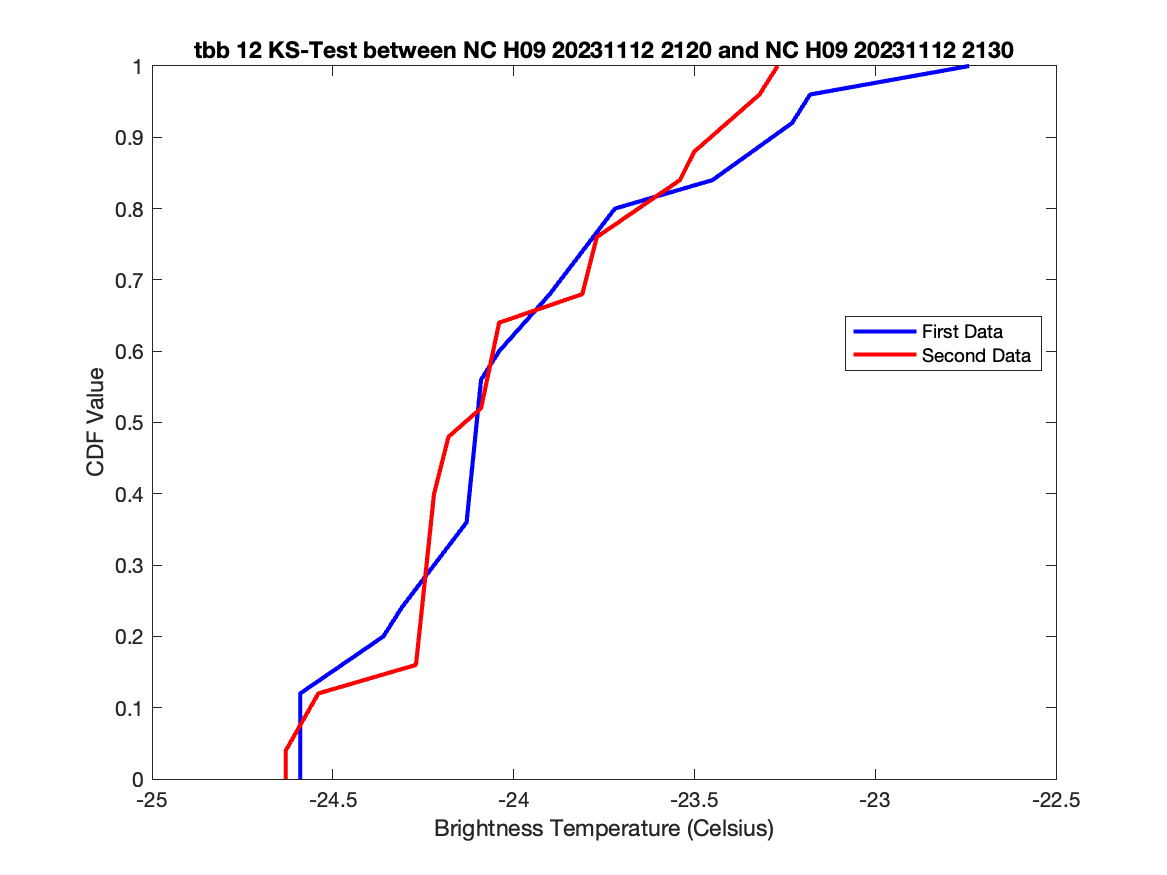 tbb 12 KS-Test between NC H09 20231112 2120 and NC H09 20231112 2130
1
0.9
0.8
0.7
0.6
0.5
0.4
0.3
0.2
0.1
0
CDF Value
First Data
Second Data
-25 -24.5 -24 -23.5 -23 -22.5
Brightness Temperature (Celsius)